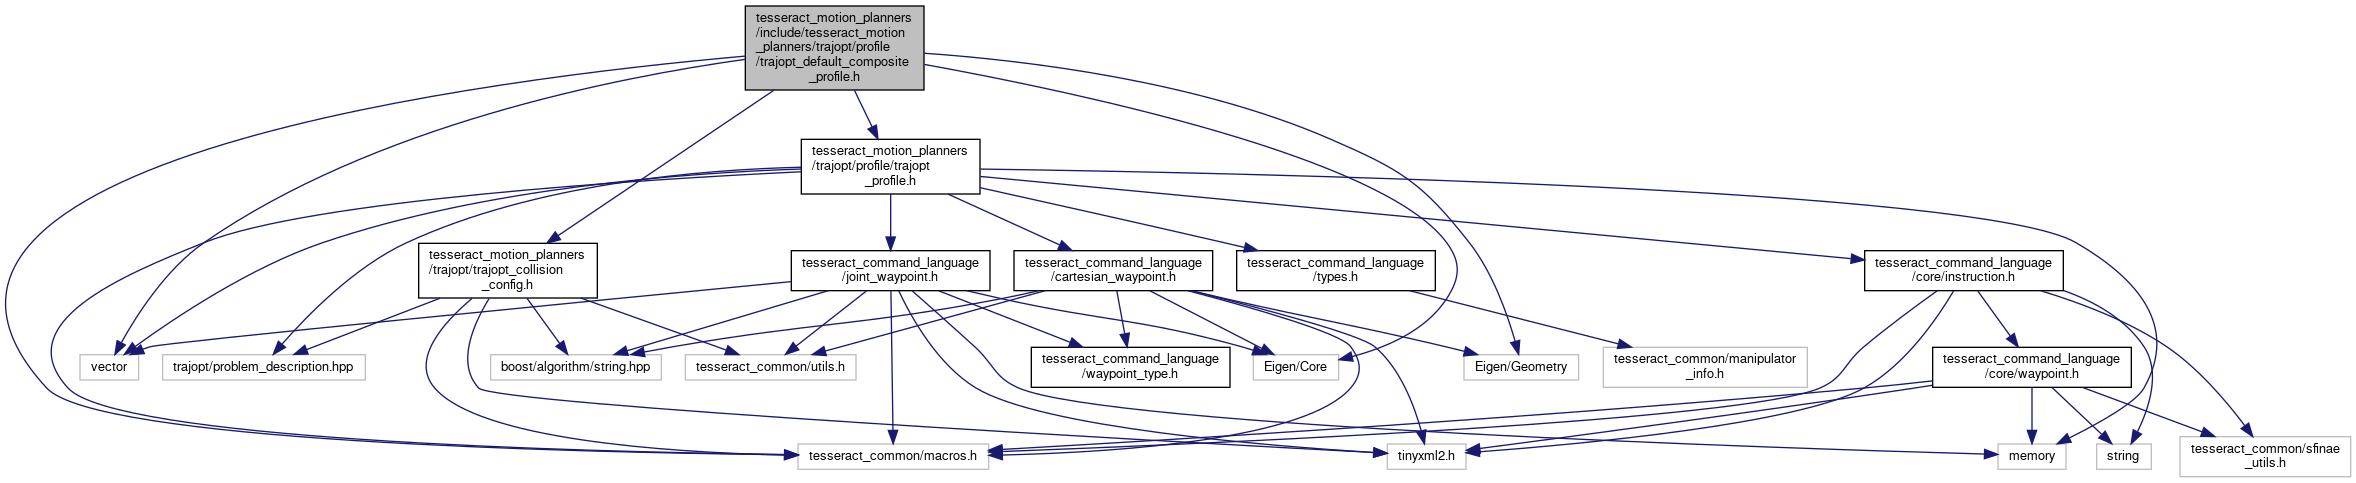 tesseract_motion_planners
/include/tesseract_motion
_planners/trajopt/profile
/trajopt_default_composite
_profile.h
tesseract_motion_planners
/trajopt/profile/trajopt
_profile.h
tesseract_motion_planners
/trajopt/trajopt_collision
_config.h
tesseract_command_language
/joint_waypoint.h
tesseract_command_language
/cartesian_waypoint.h
tesseract_command_language
/types.h
tesseract_command_language
/core/instruction.h
vector
trajopt/problem_description.hpp
boost/algorithm/string.hpp
tesseract_common/utils.h
tesseract_command_language
/waypoint_type.h
Eigen/Core
Eigen/Geometry
tesseract_common/manipulator
_info.h
tesseract_command_language
/core/waypoint.h
tesseract_common/macros.h
tinyxml2.h
memory
string
tesseract_common/sfinae
_utils.h